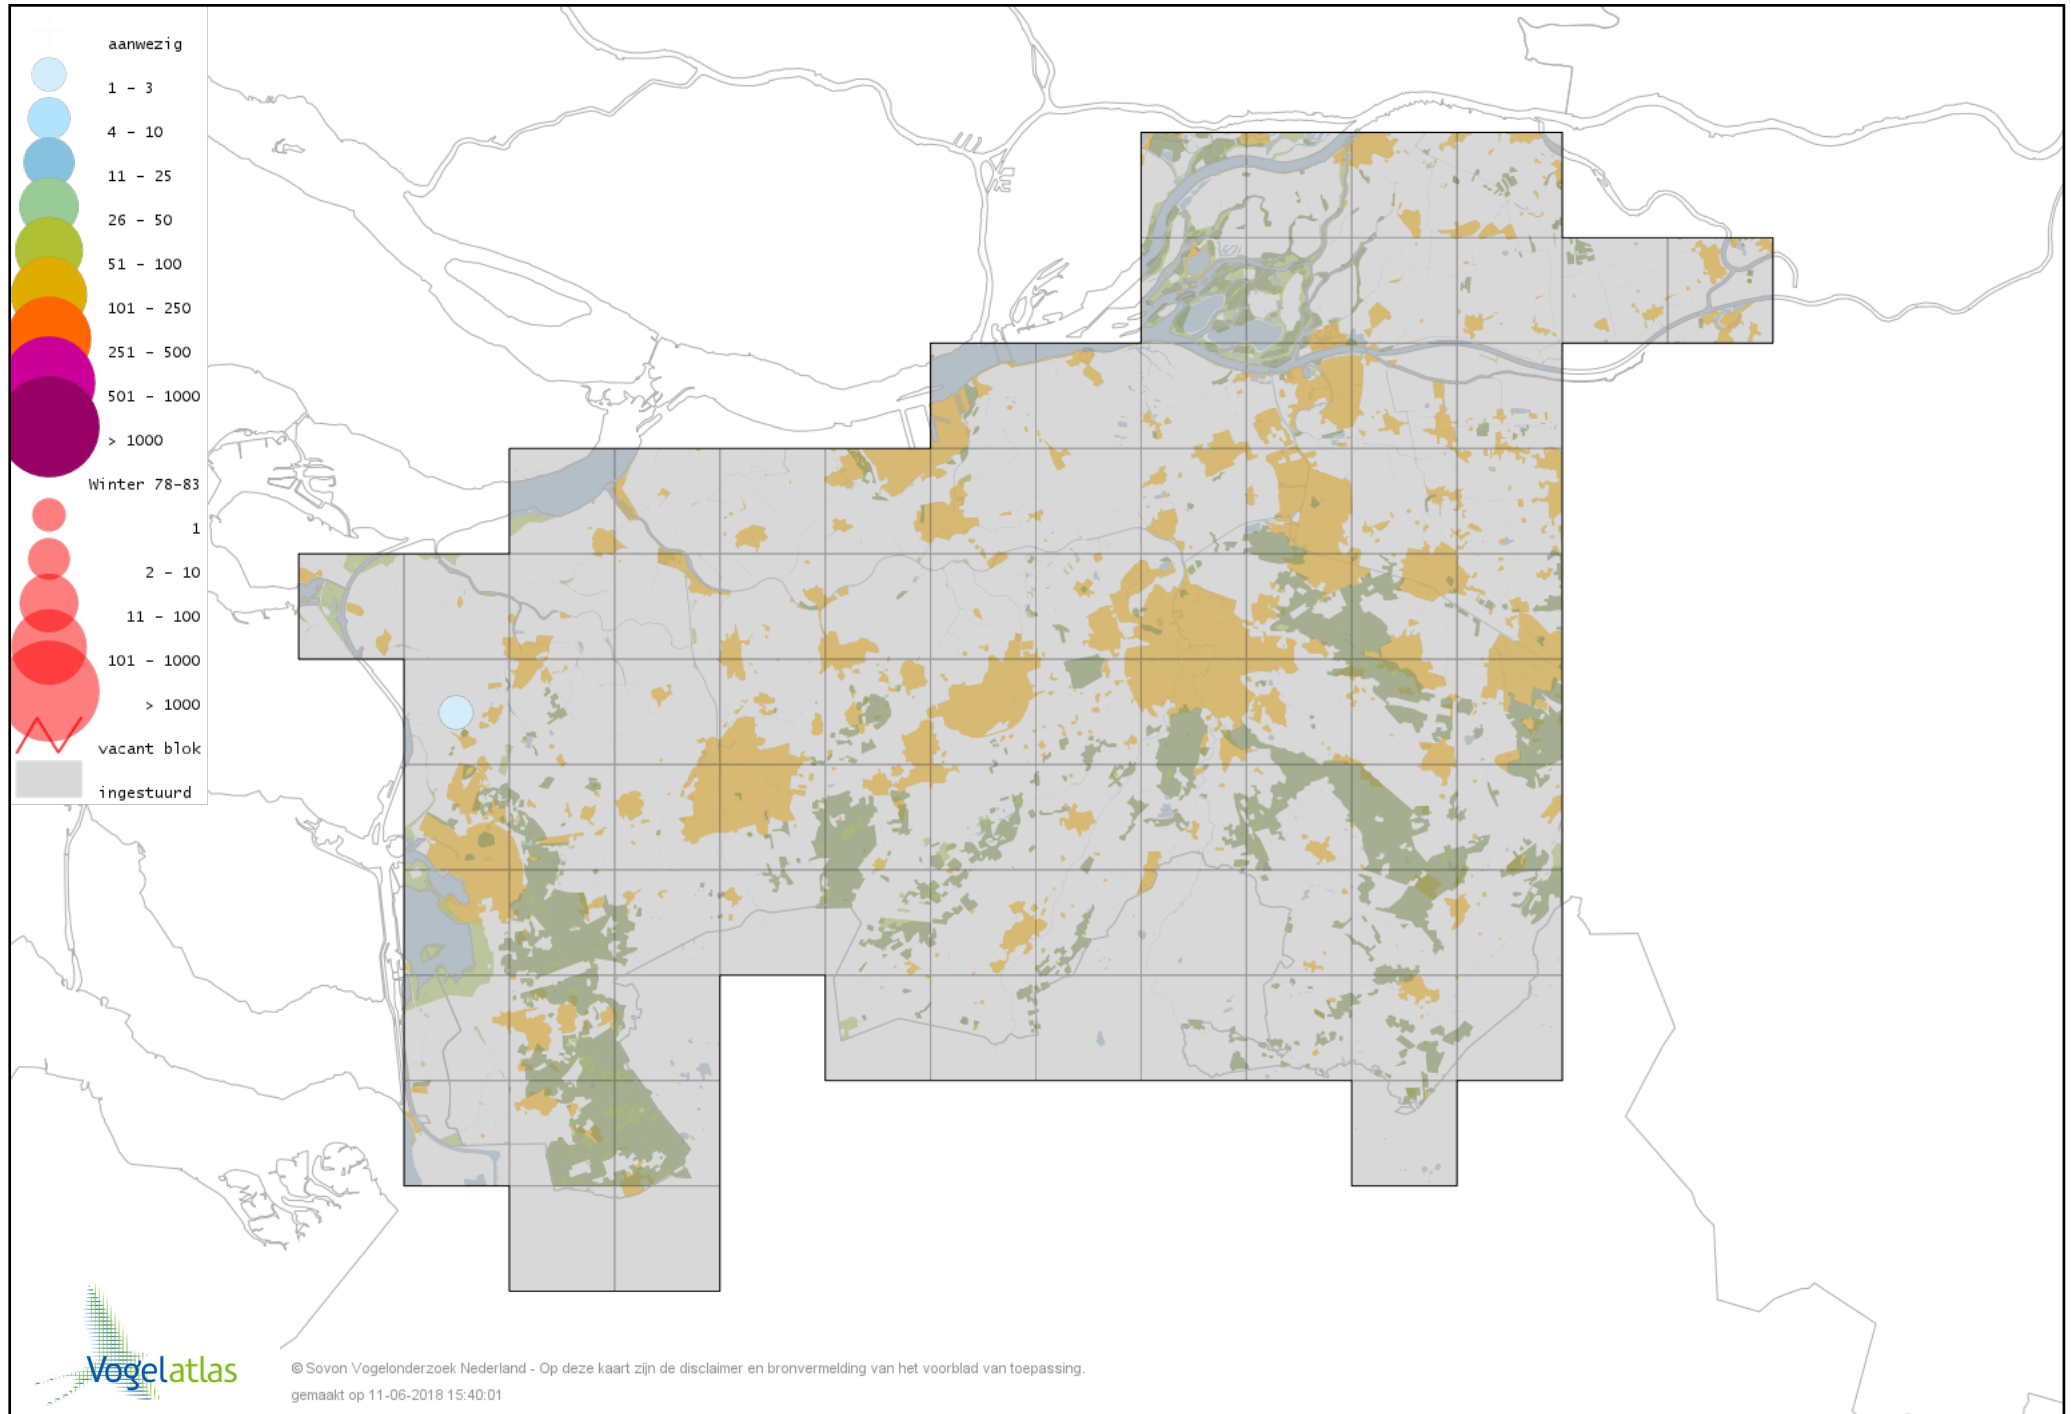 aanwezig
1 - 3
4 - 10
11 - 25
26 - 50
51 - 100
101 - 250
251 - 500
501 - 1000
> 1000
Winter 78-83
1
2 - 10
11 - 100
101 - 1000
> 1000
vacant blok
ingestuurd
Vogelatlas
© Sovon Vogelonderzoek Nederland - Op deze kaart zijn de disclaimer en bronvermelding van het voorblad van toepassing.
gemaakt op 11-06-2018 15:40:01